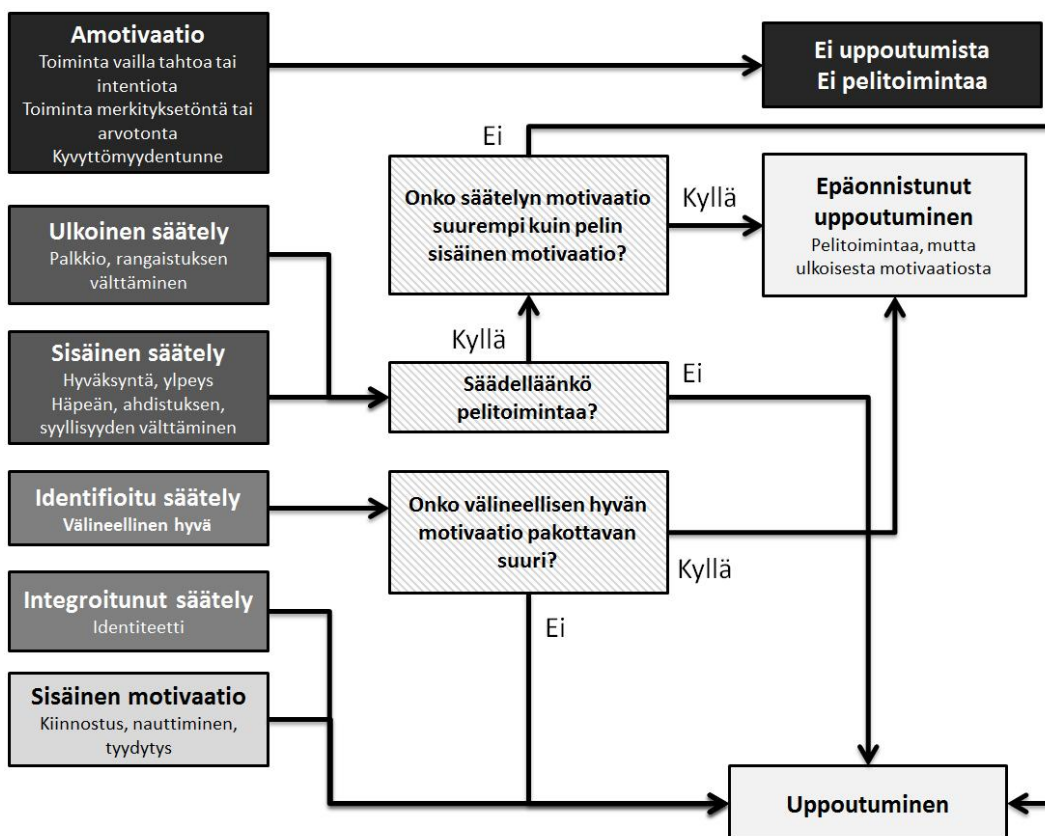 Amotivaatio
Toiminta vailla tahtoa tai
intentiota
Toiminta merkityksetöntä tai
arvotonta
Kyvyttömyydentunne
Ei uppoutumista
Ei pelitoimintaa
Ei
Onko säätelyn motivaatio
suurempi kuin pelin
sisäinen motivaatio?
Kyllä
Epäonnistunut
uppoutuminen
Pelitoimintaa, mutta
ulkoisesta motivaatiosta
Ulkoinen säätely
Palkkio, rangaistuksen
välttäminen
Kyllä
Sisäinen säätely
Hyväksyntä, ylpeys
Häpeän, ahdistuksen,
syyllisyyden välttäminen
Säädelläänkö
pelitoimintaa?
Ei
Identifioitu säätely
Välineellinen hyvä
Onko välineellisen hyvän
motivaatio pakottavan
suuri?
Kyllä
Ei
Integroitunut säätely
Identiteetti
Sisäinen motivaatio
Kiinnostus, nauttiminen,
tyydytys
Uppoutuminen